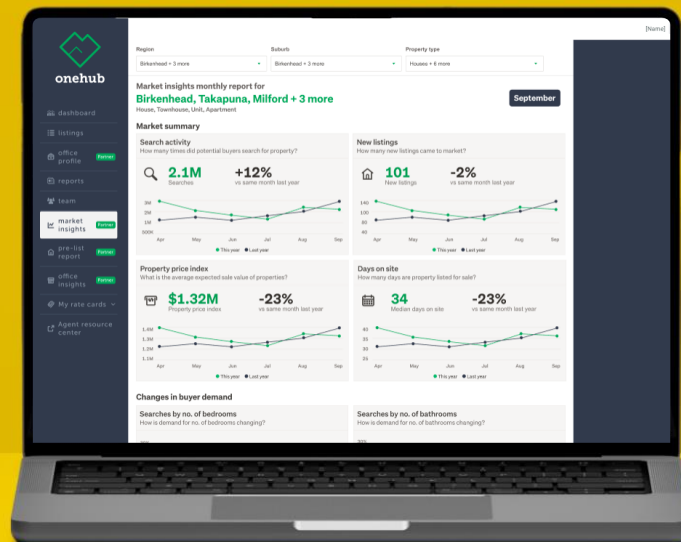 [Name]
onehub
dashboard
listings
office profile
Partner
reports
team
market insights
Partner
pre-list report
Partner
office insights
Partner
My rate cards
Agent resource center
Region
Suburb
Property type
Birkenhead + 3 more
Birkenhead + 3 more
Houses + 6 more
Market insights monthly report for
Birkenhead, Takapuna, Milford + 3 more
House, Townhouse, Unit, Apartment
September
Market summary
Search activity
How many times did potential buyers search for property?
2.1M
Searches
+12%
vs same month last year
3M
2M
1M
500K
Apr May Jun Jul Aug Sep
This year Last year
New listings
How many new listings came to market?
101
New listings
-2%
vs same month last year
140
100
80
40
Apr May Jun Jul Aug Sep
This year Last year
Property price index
What is the average expected sale value of properties?
$1.32M
Property price index
-23%
vs same month last year
1.4M
1.3M
1.2M
1.1M
Apr May Jun Jul Aug Sep
This year Last year
Days on site
How many days are property listed for sale?
34
Median days on site
-23%
vs same month last year
Apr May Jun Jul Aug Sep
This year Last year
Changes in buyer demand
Searches by no. of bedrooms
How is demand for no. of bedrooms changing?
Searches by no. of bathrooms
How is demand for no. of bathrooms changing?